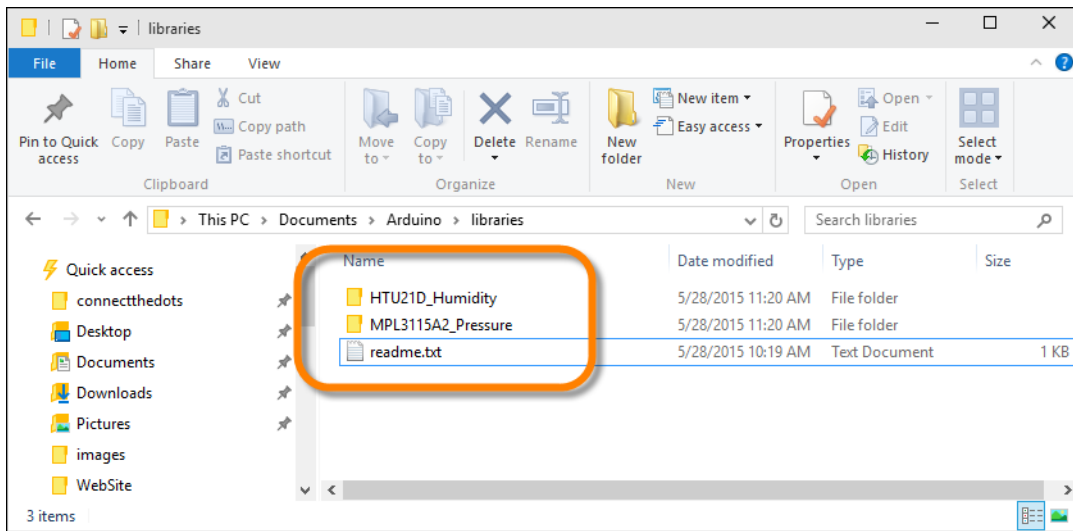 libraries
File Home Share View
Pin to Quick access
Copy
Paste
Cut
Copy path
Paste shortcut
Move to
Copy to
Delete
Rename
New folder
New item
Easy access
Properties
Open
Edit
History
Select mode
Clipboard Organize New Open Select
This PC > Documents > Arduino > libraries
Search libraries
Quick access
connectthedots
Desktop
Documents
Downloads
Pictures
images
WebSite
Name Date modified Type Size
HTU21D_Humidity 5/28/2015 11:20 AM File folder
MPL3115A2_Pressure 5/28/2015 11:20 AM File folder
readme.txt 5/28/2015 10:19 AM Text Document 1 KB
3 items